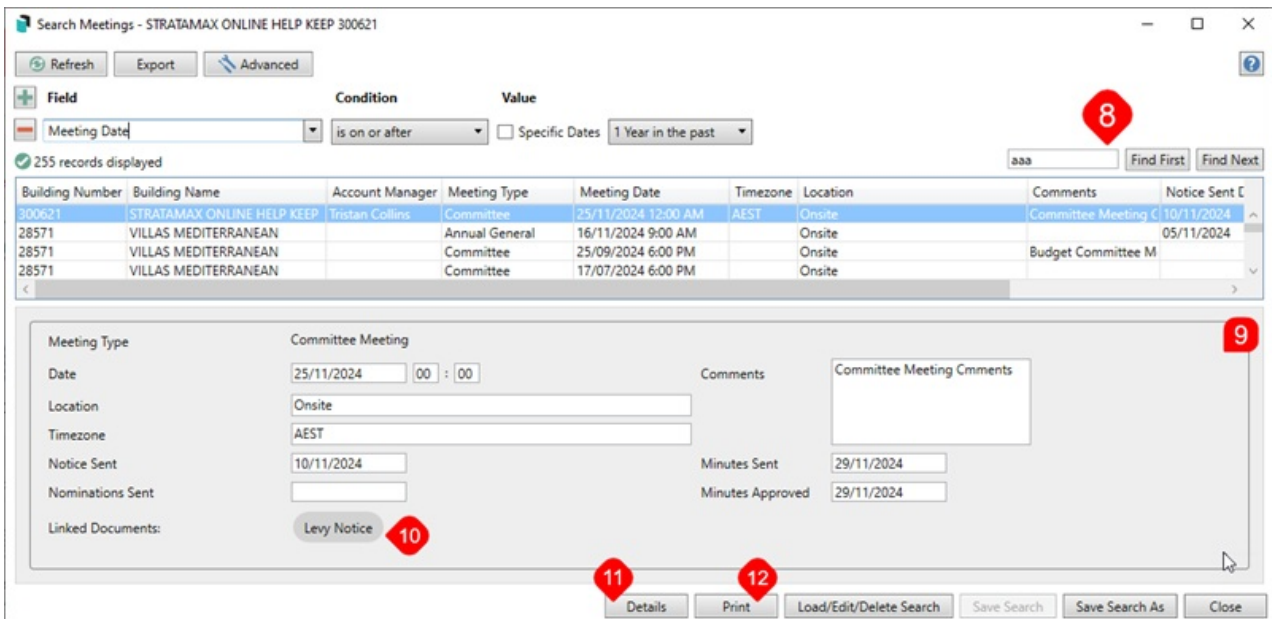 Search Meetings - STRATAMAX ONLINE HELP KEEP 300621
Refresh Export Advanced ?
Field Condition Value
Meeting Date is on or after Specific Dates 1 Year in the past 8
255 records displayed aaa Find First Find Next
Building Number Building Name Account Manager Meeting Type Meeting Date Timezone Location Comments Notice Sent D
300621 STRATAMAX ONLINE HELP KEEP Tristan Collins Committee 25/11/2024 12:00 AM AEST Onsite Committee Meeting C 10/11/2024
28571 VILLAS MEDITERRANEAN Annual General 16/11/2024 9:00 AM Onsite 05/11/2024
28571 VILLAS MEDITERRANEAN Committee 25/09/2024 6:00 PM Onsite Budget Committee M
28571 VILLAS MEDITERRANEAN Committee 17/07/2024 6:00 PM Onsite
9
Meeting Type Committee Meeting
Date 25/11/2024 00 : 00 Comments Committee Meeting Cmments
Location Onsite
Timezone AEST
Notice Sent 10/11/2024 Minutes Sent 29/11/2024
Nominations Sent Minutes Approved 29/11/2024
Linked Documents: Levy Notice 10
11 12
Details Print Load/Edit/Delete Search Save Search Save Search As Close